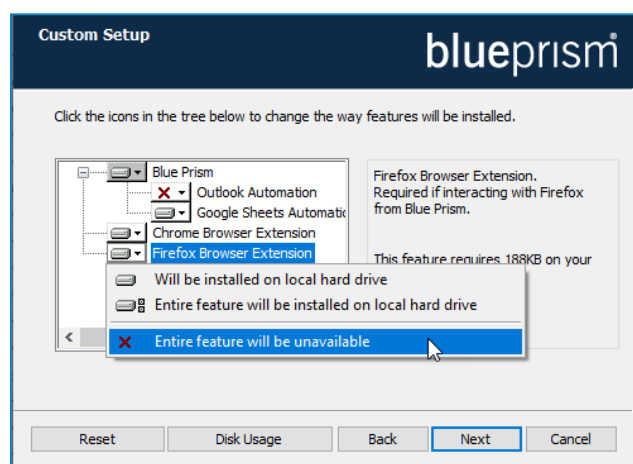 Custom Setup
blueprism
Click the icons in the tree below to change the way features will be installed.
Blue Prism
Outlook Automation
Google Sheets Automatic
Chrome Browser Extension
Firefox Browser Extension
Firefox Browser Extension.
Required if interacting with Firefox
from Blue Prism.
This feature requires 188KB on your
Will be installed on local hard drive
Entire feature will be installed on local hard drive
Entire feature will be unavailable
Reset
Disk Usage
Back
Next
Cancel